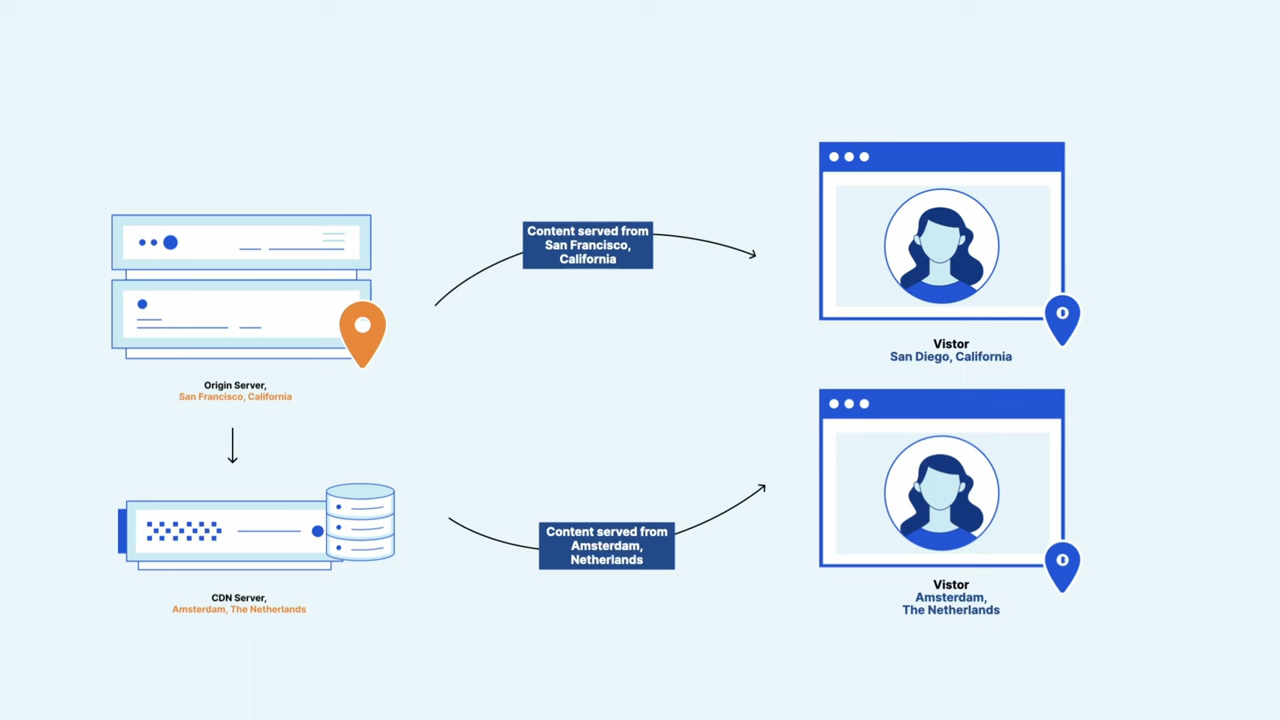 Content served from
San Francisco,
California
Origin Server,
San Francisco, California
Vistor
San Diego, California
CDN Server,
Amsterdam, The Netherlands
Content served from
Amsterdam,
Netherlands
Vistor
Amsterdam,
The Netherlands